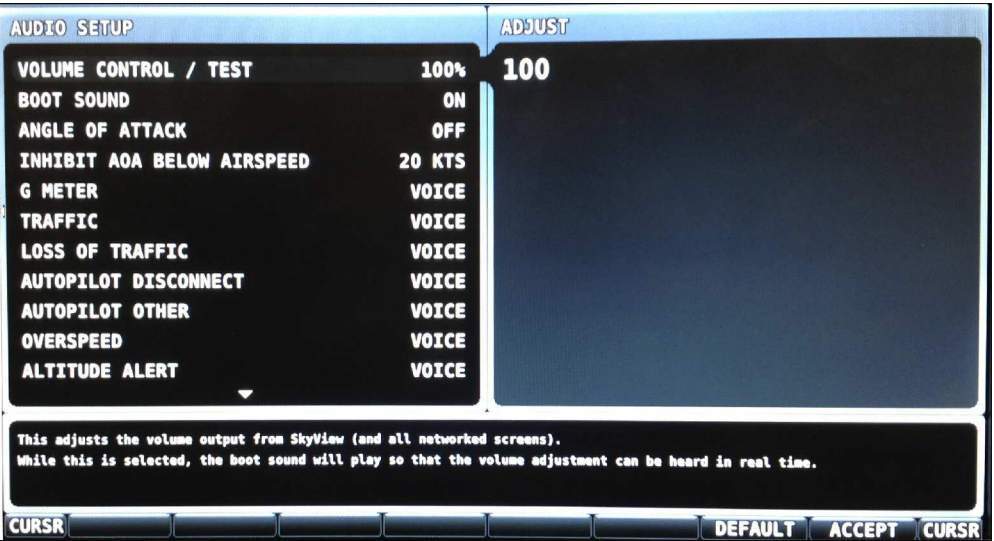 AUDIO SETUP
ADJUST
VOLUME CONTROL / TEST 100%
100
BOOT SOUND ON
ANGLE OF ATTACK OFF
INHIBIT AOA BELOW AIRSPEED 20 KTS
G METER VOICE
TRAFFIC VOICE
LOSS OF TRAFFIC VOICE
AUTOPILOT DISCONNECT VOICE
AUTOPILOT OTHER VOICE
OVERSPEED VOICE
ALTITUDE ALERT VOICE
This adjusts the volume output from SkyView (and all networked screens).
While this is selected, the boot sound will play so that the volume adjustment can be heard in real time.
CURSR DEFAULT ACCEPT CURSR